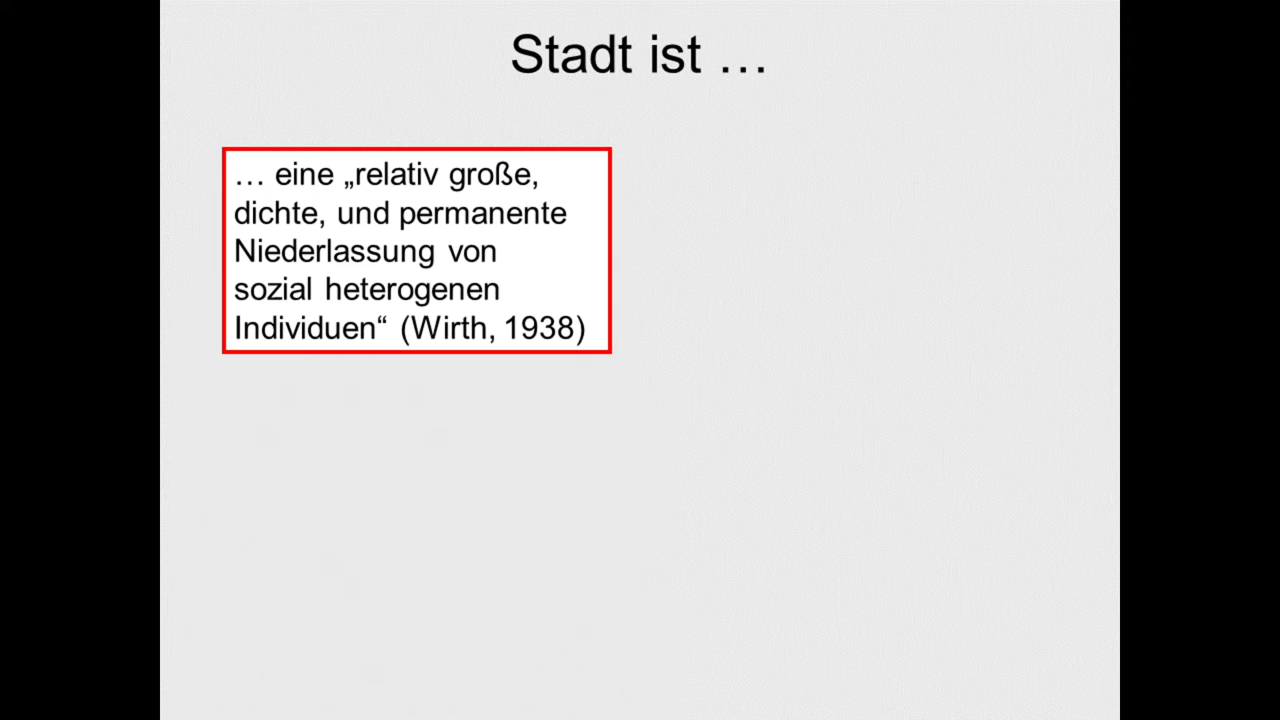 Stadt ist …
… eine „relativ große,
dichte, und permanente
Niederlassung von
sozial heterogenen
Individuen“ (Wirth, 1938)